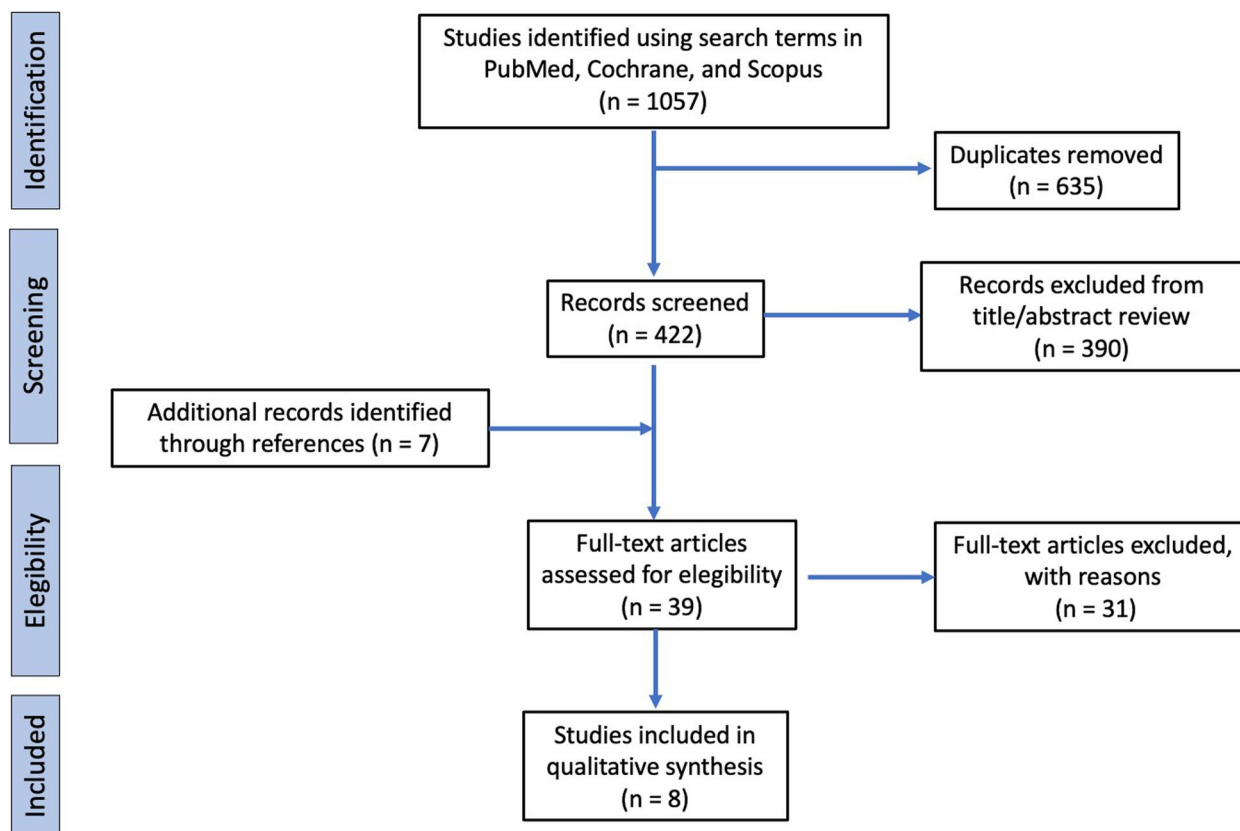 Identification
Studies identified using search terms in
PubMed, Cochrane, and Scopus
(n = 1057)
Duplicates removed
(n = 635)
Screening
Records screened
(n = 422)
Records excluded from
title/abstract review
(n = 390)
Additional records identified
through references (n = 7)
Elegibility
Full-text articles
assessed for elegibility
(n = 39)
Full-text articles excluded,
with reasons
(n = 31)
Included
Studies included in
qualitative synthesis
(n = 8)